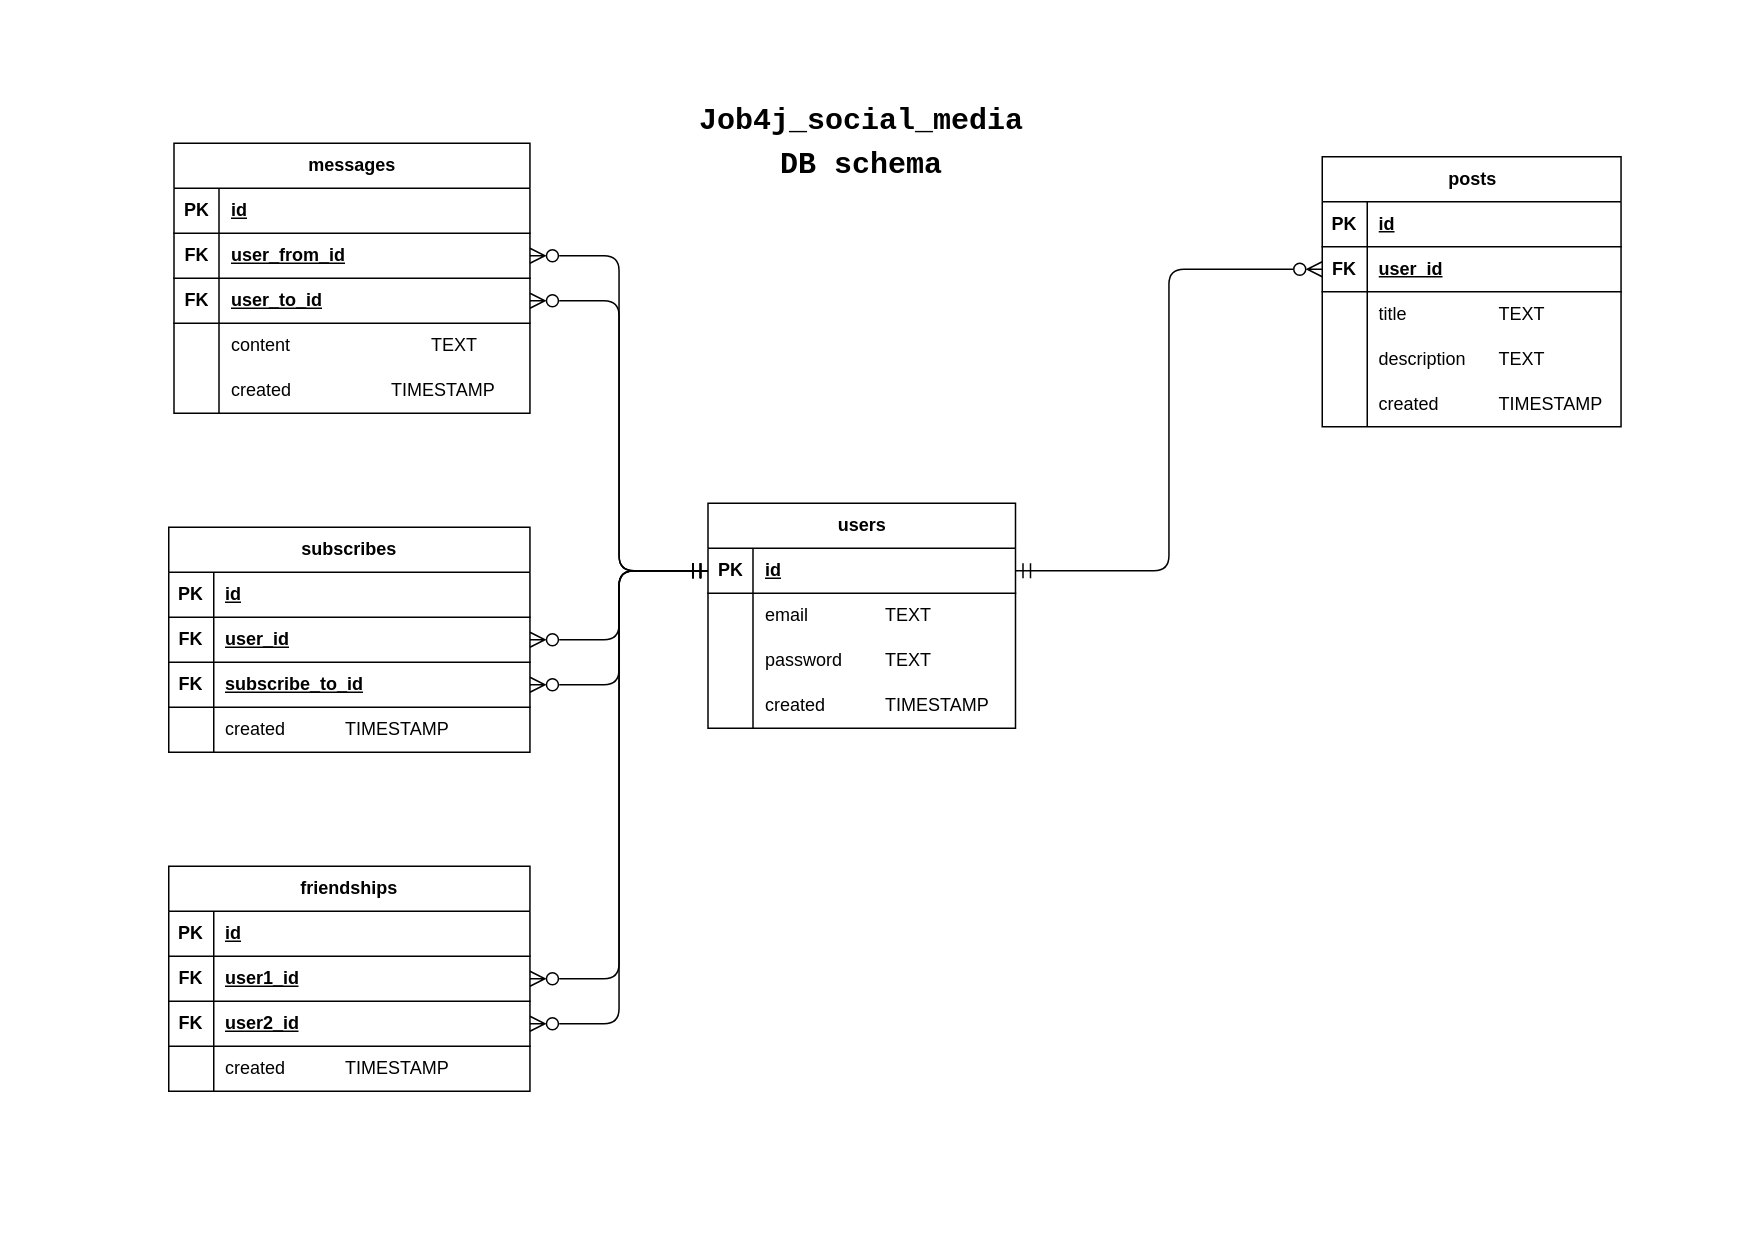 Job4j_social_media
DB schema
messages
PK id
FK user_from_id
FK user_to_id
content TEXT
created TIMESTAMP
posts
PK id
FK user_id
title TEXT
description TEXT
created TIMESTAMP
subscribes
PK id
FK user_id
FK subscribe_to_id
created TIMESTAMP
users
PK id
email TEXT
password TEXT
created TIMESTAMP
friendships
PK id
FK user1_id
FK user2_id
created TIMESTAMP